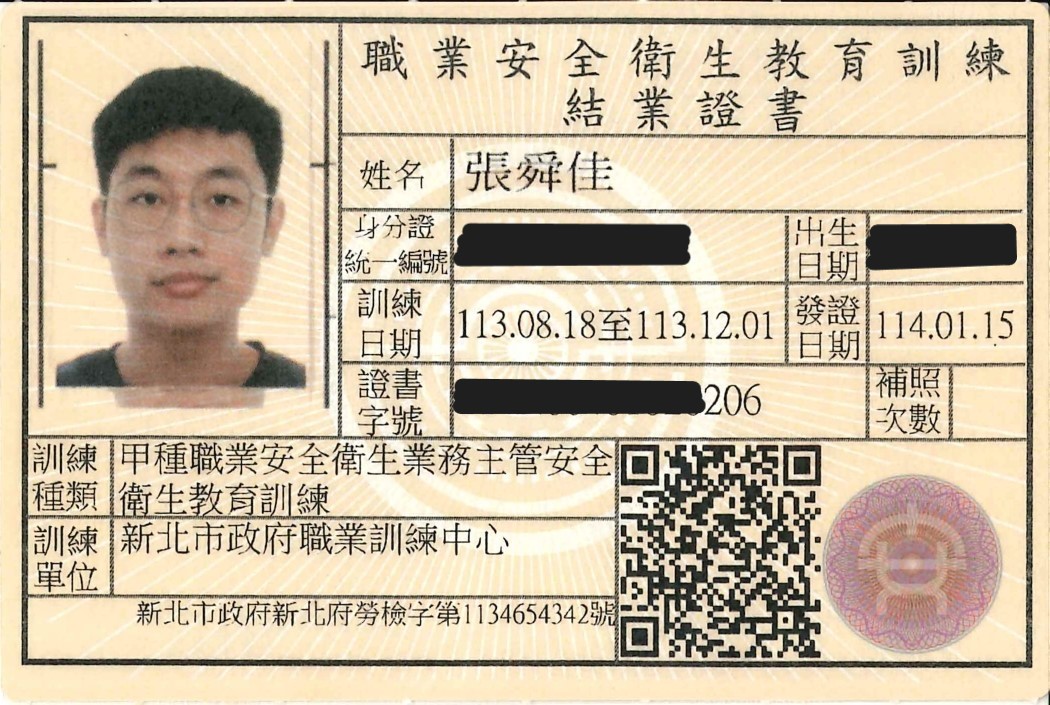 職業安全衛生教育訓練
結業證書
姓名 張舜佳
身分證
統一編號
出生
日期
訓練
日期 113.08.18至113.12.01
發證
日期 114.01.15
證書
字號 206
補照
次數
訓練
種類 甲種職業安全衛生業務主管安全
衛生教育訓練
訓練
單位 新北市政府職業訓練中心
新北市政府新北府勞檢字第1134654342號